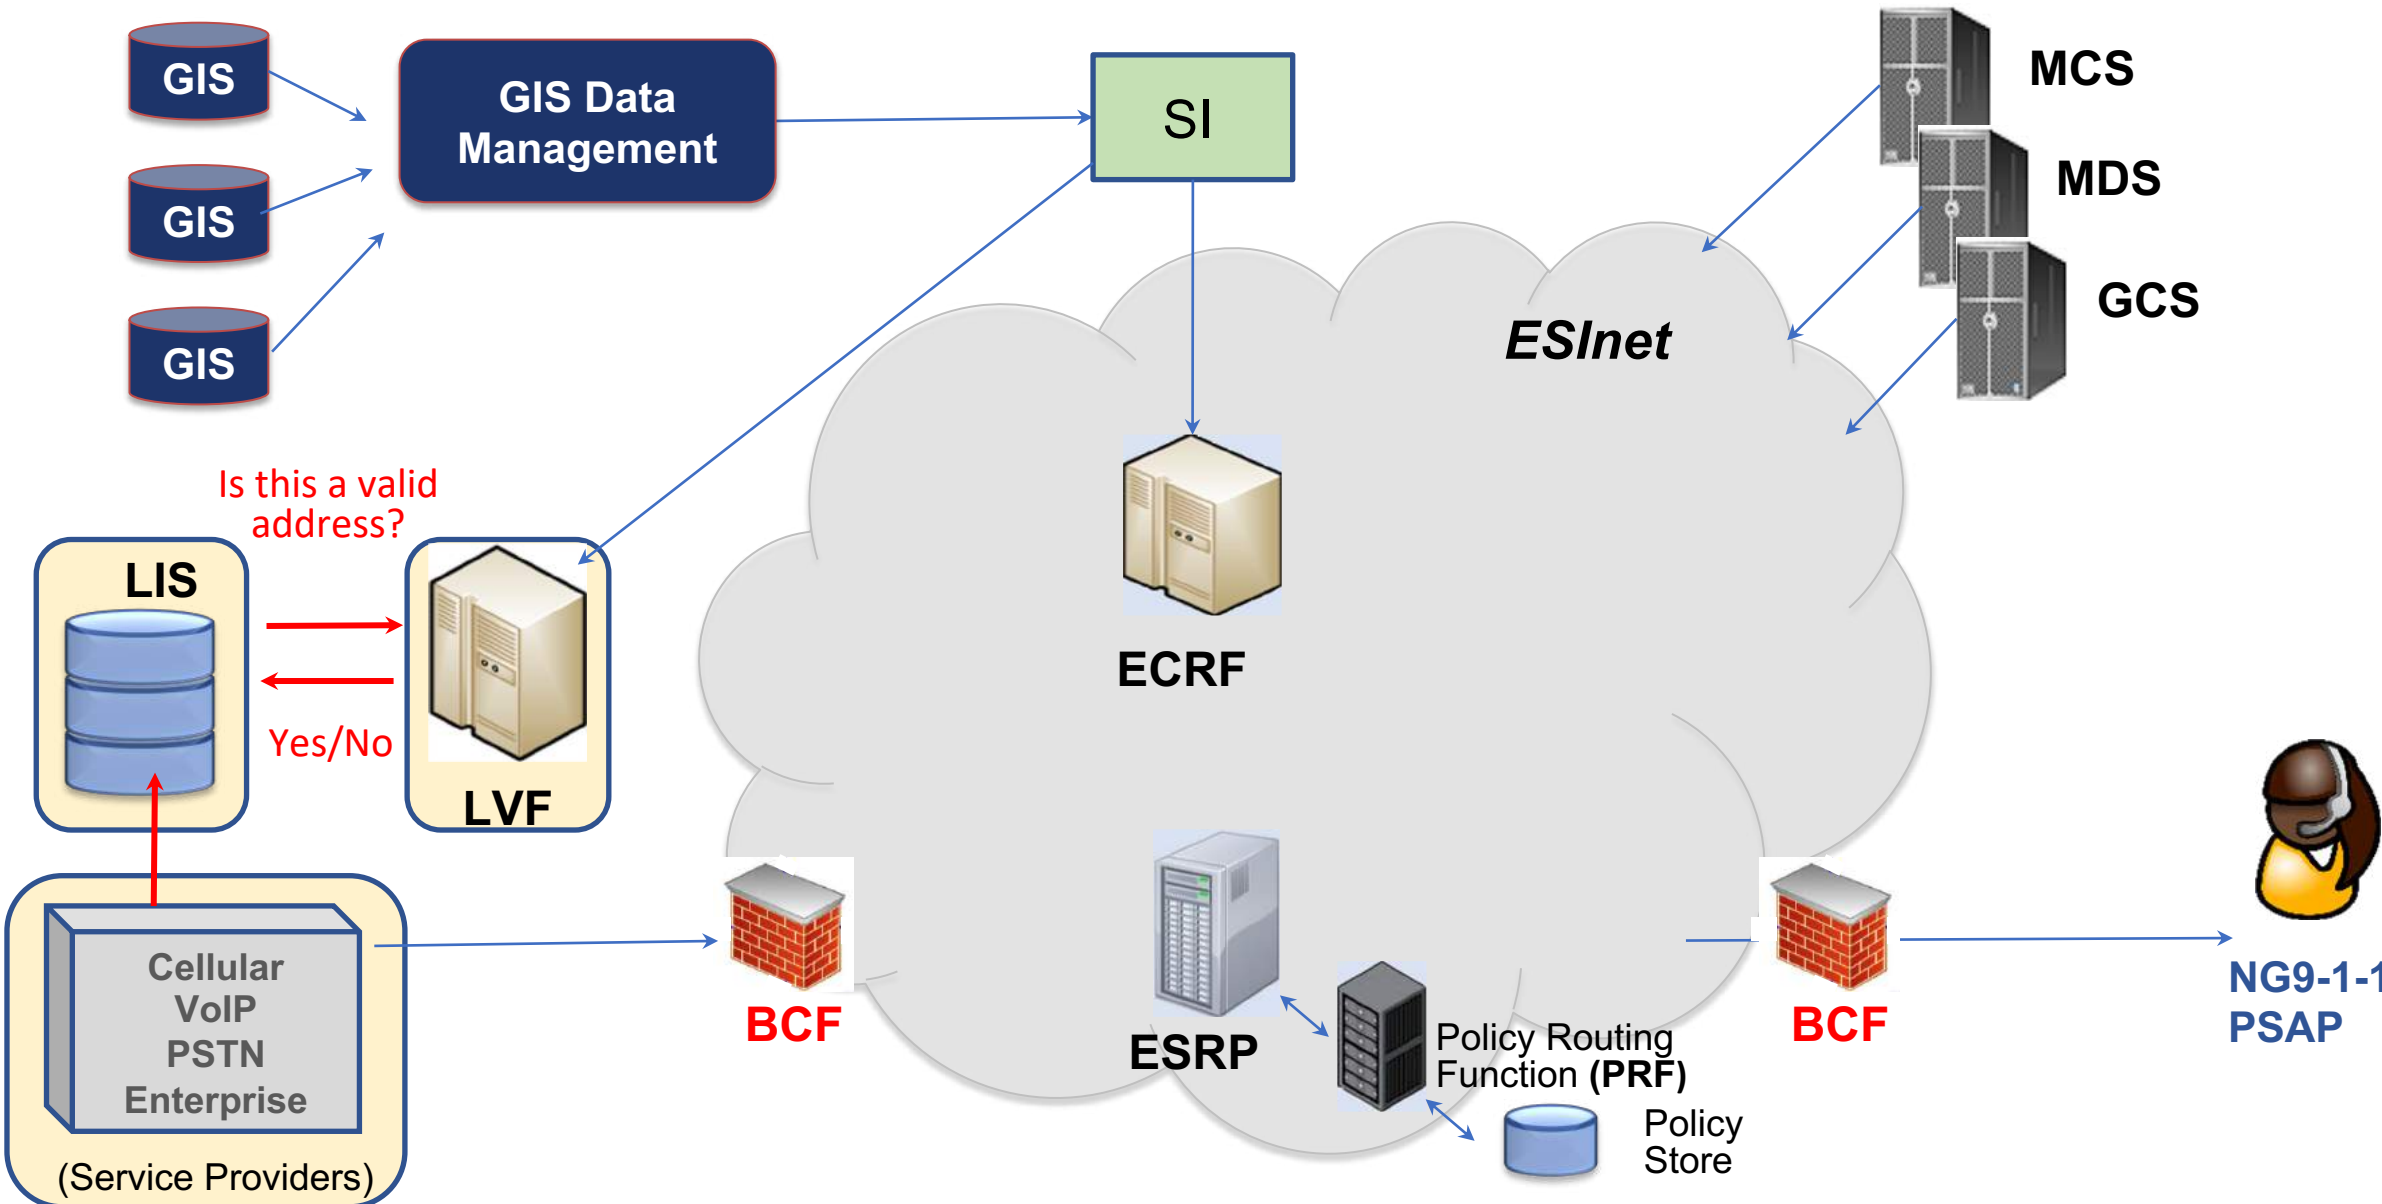 GIS
GIS
GIS
GIS Data
Management
SI
MCS
MDS
GCS
ESInet
Is this a valid
address?
LIS
Yes/No
LVF
ECRF
Cellular
VoIP
PSTN
Enterprise
(Service Providers)
BCF
ESRP
Policy Routing
Function (PRF)
Policy
Store
BCF
NG9-1-1
PSAP